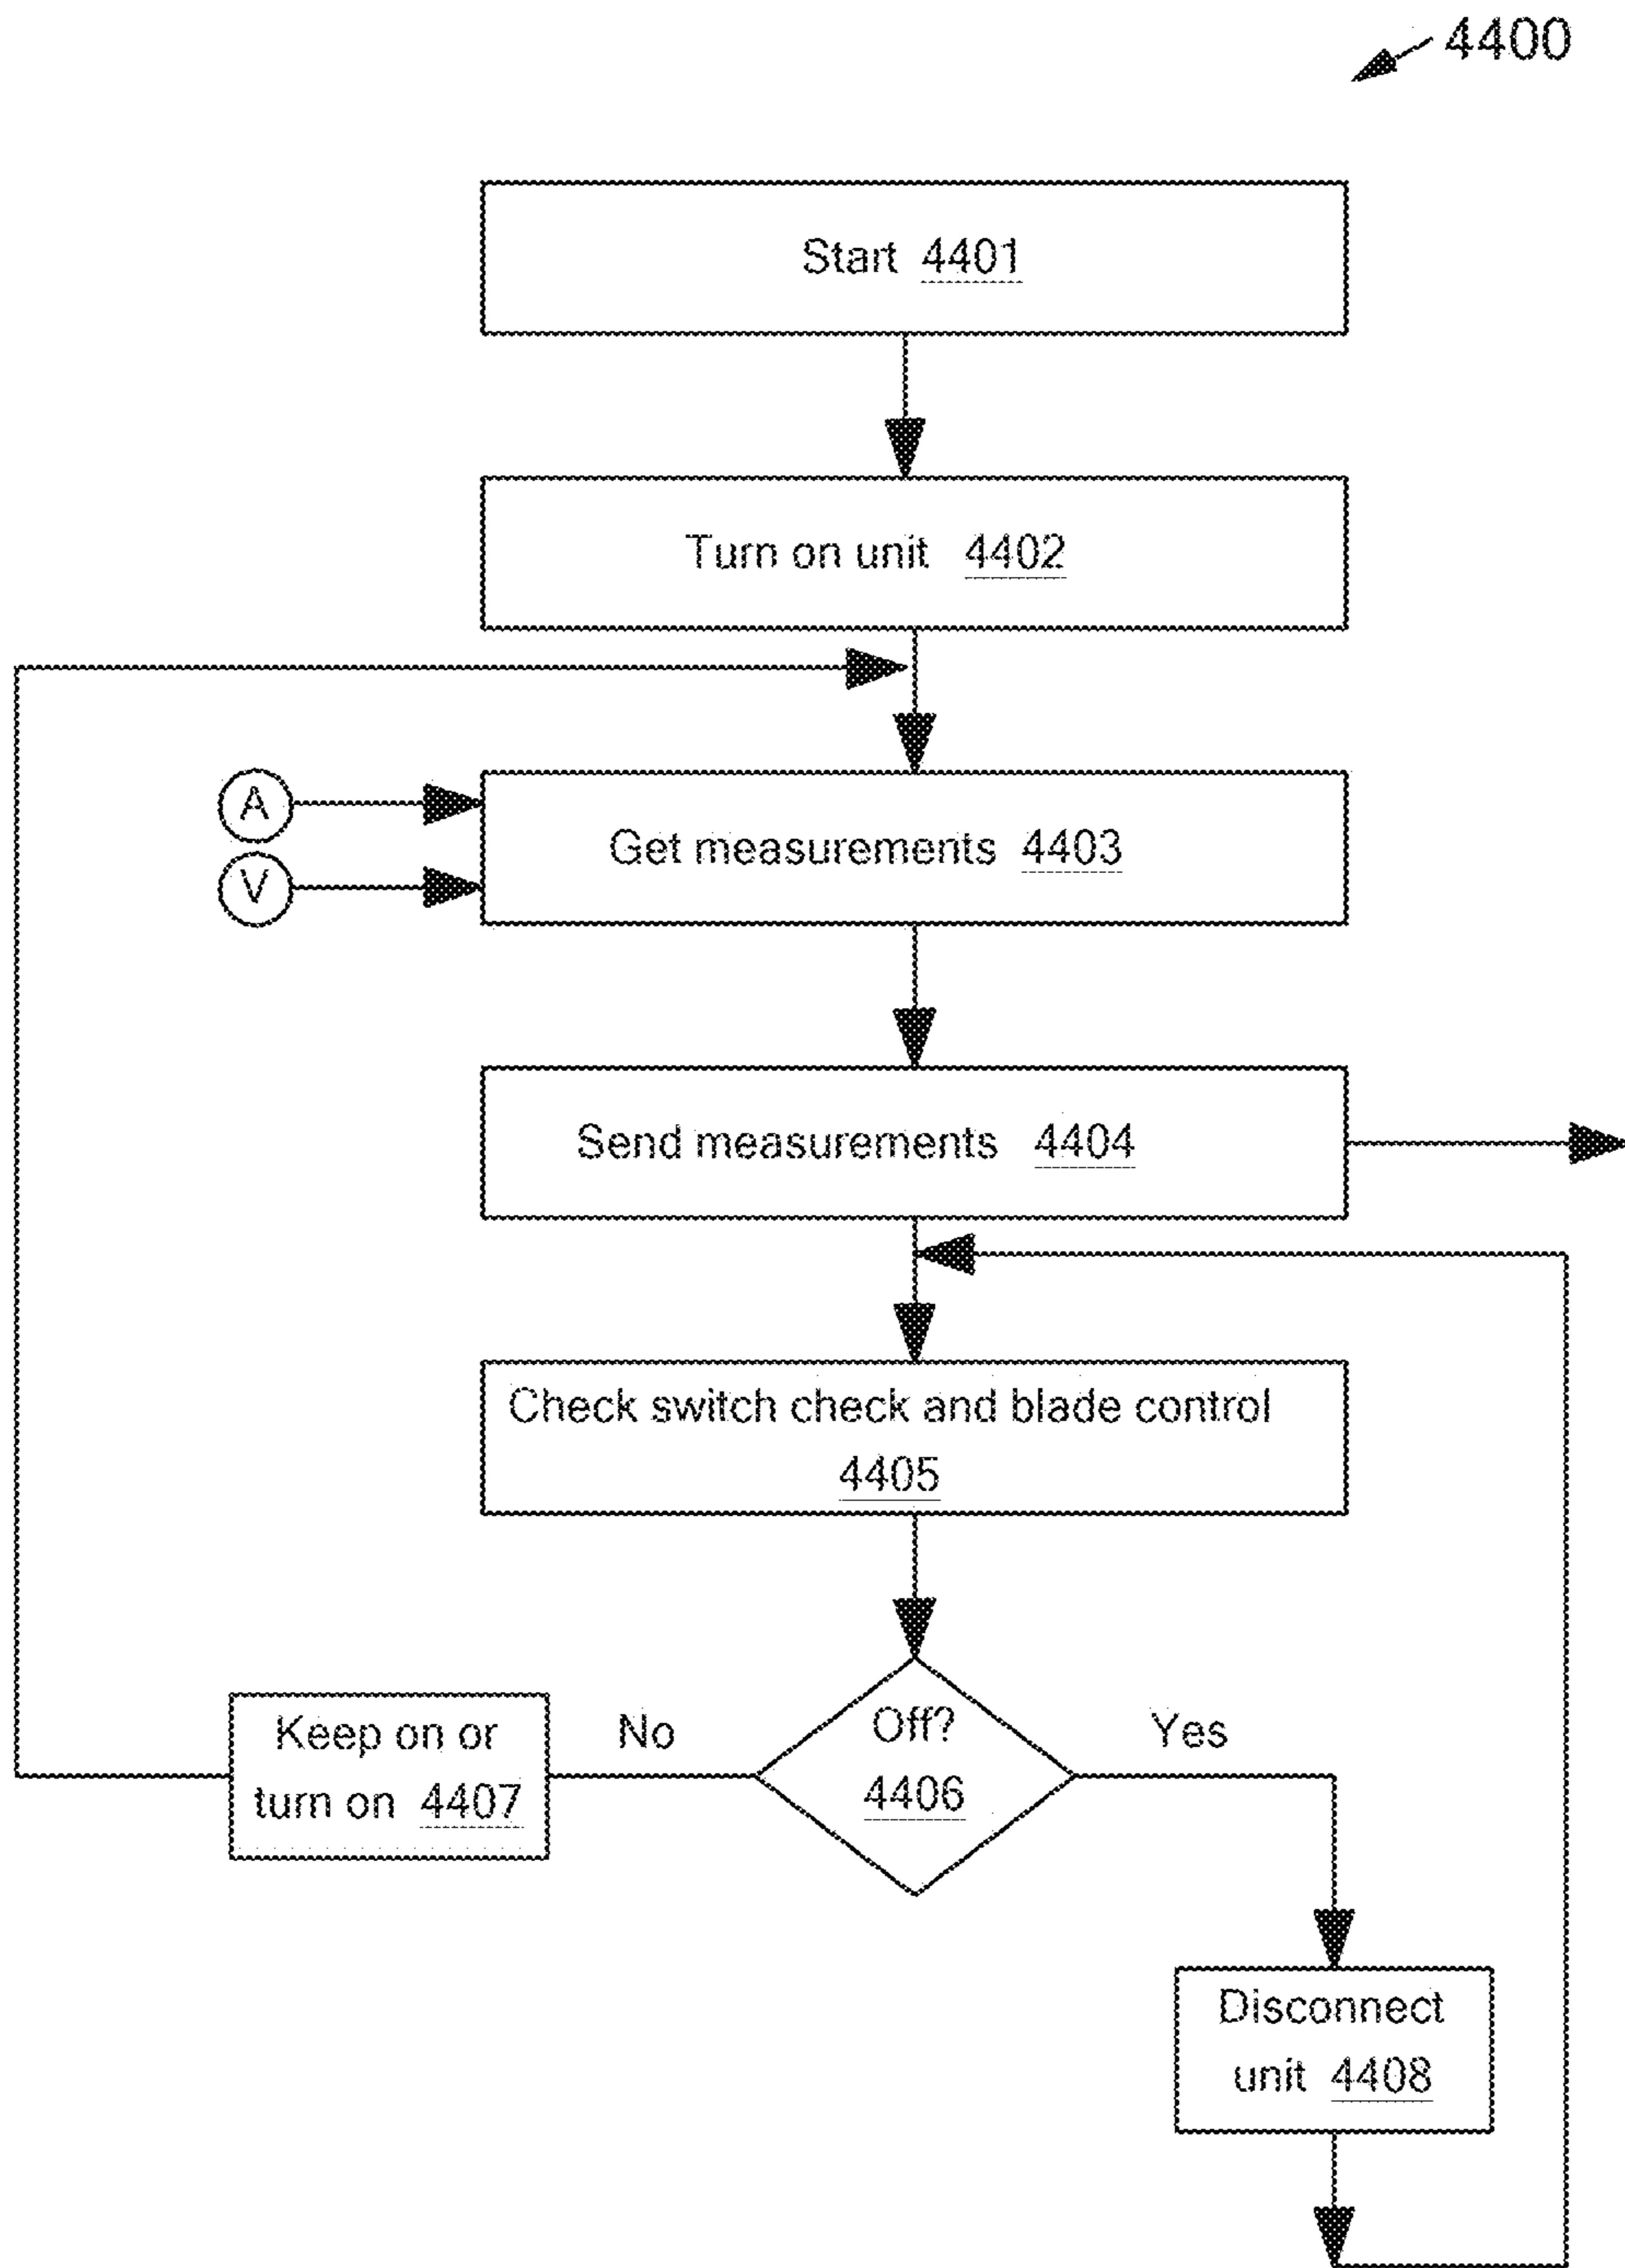 4400
Start 4401
Turn on unit 4402
A
Get measurements 4403
V
Send measurements 4404
Check switch check and blade control
4405
Off?
4406
No
Yes
Keep on or
turn on 4407
Disconnect
unit 4408